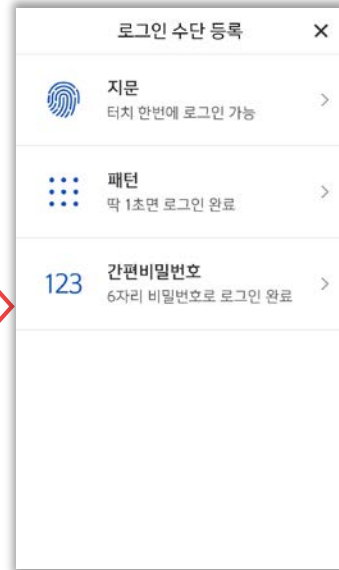 로그인 수단 등록
지문
터치 한번에 로그인 가능
패턴
딱 1초면 로그인 완료
123
간편비밀번호
6자리 비밀번호로 로그인 완료